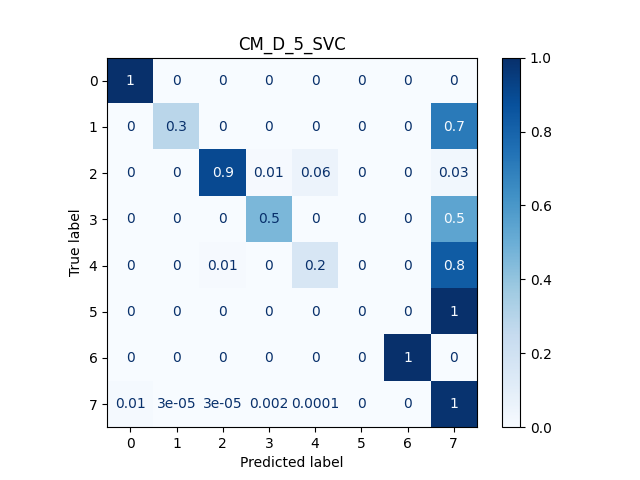 CM_D_5_SVC
True label
0 1 0 0 0 0 0 0 0
1 0 0.3 0 0 0 0 0 0.7
2 0 0 0.9 0.01 0.06 0 0 0.03
3 0 0 0 0.5 0 0 0 0.5
4 0 0 0.01 0 0.2 0 0 0.8
5 0 0 0 0 0 0 0 1
6 0 0 0 0 0 0 1 0
7 0.01 3e-05 3e-05 0.002 0.0001 0 0 1
0 1 2 3 4 5 6 7
Predicted label
1.0
0.8
0.6
0.4
0.2
0.0